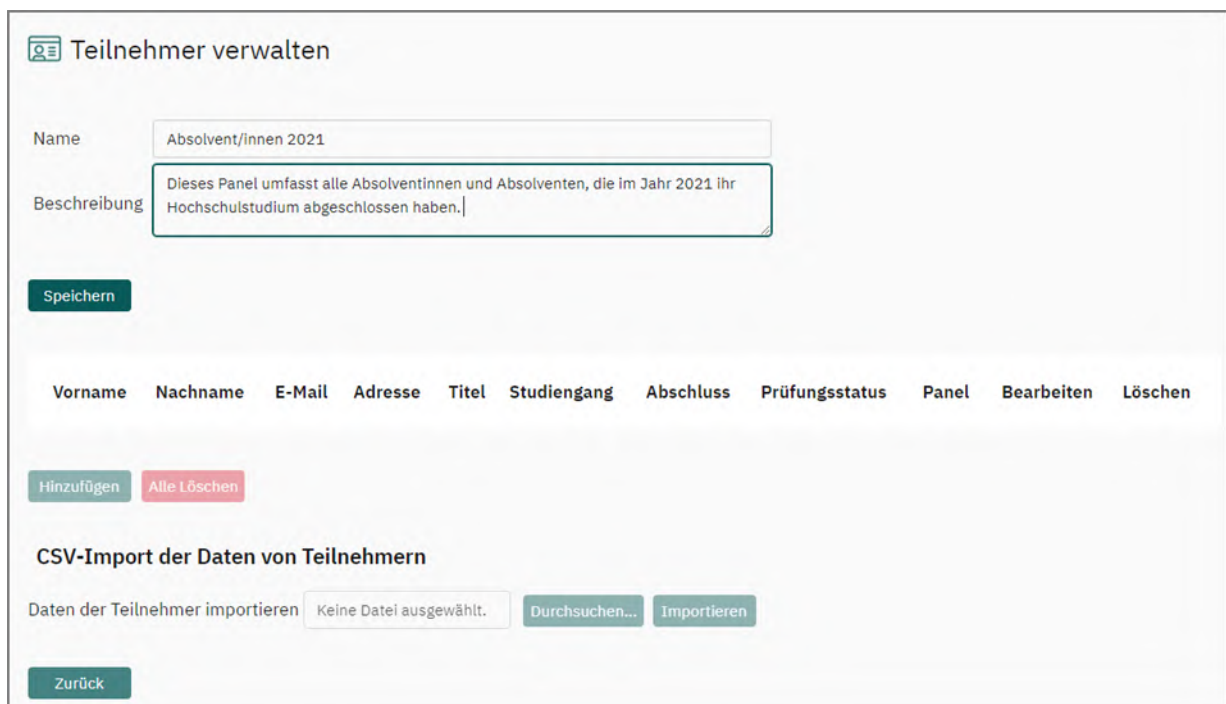 Teilnehmer verwalten
Name Absolvent/innen 2021
Beschreibung Dieses Panel umfasst alle Absolventinnen und Absolventen, die im Jahr 2021 ihr
Hochschulstudium abgeschlossen haben.
Speichern
Vorname Nachname E-Mail Adresse Titel Studiengang Abschluss Prüfungsstatus Panel Bearbeiten Löschen
Hinzufügen Alle Löschen
CSV-Import der Daten von Teilnehmern
Daten der Teilnehmer importieren Keine Datei ausgewählt. Durchsuchen... Importieren
Zurück